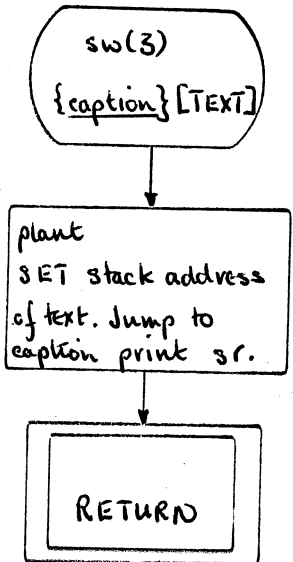 sw(3)
{caption}[TEXT]
plant
SET stack address
of text. Jump to
caption print sr.
RETURN